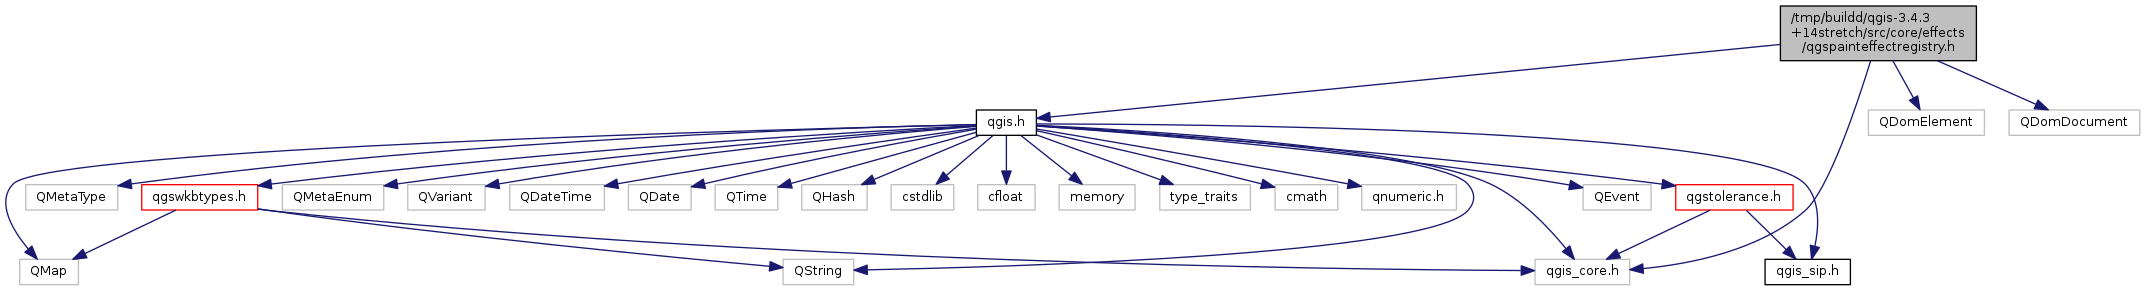 /tmp/buildd/qgis-3.4.3
+14stretch/src/core/effects
/qgspainteffectregistry.h
qgis.h
QDomElement
QDomDocument
QMetaType
qgswkbtypes.h
QMetaEnum
QVariant
QDateTime
QDate
QTime
QHash
cstdlib
cfloat
memory
type_traits
cmath
qnumeric.h
QEvent
qgstolerance.h
QMap
QString
qgis_core.h
qgis_sip.h